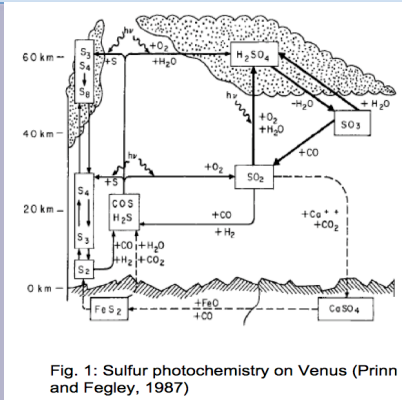 hν
+O₂
+H₂O
+S
S₃
S₄
S₈
60 km
H₂SO₄
-H₂O
+ H₂O
SO₃
hν
+O₂
+H₂O
40 km
+CO
hν
+O₂
+S
SO₂
S₄
S₃
COS
H₂S
20 km
+CO
+H₂
+Ca⁺⁺
+CO₂
+CO
+H₂
+H₂O
+CO₂
S₂
0 km
FeS₂
+FeO
+CO
CaSO₄
Fig. 1: Sulfur photochemistry on Venus (Prinn
and Fegley, 1987)